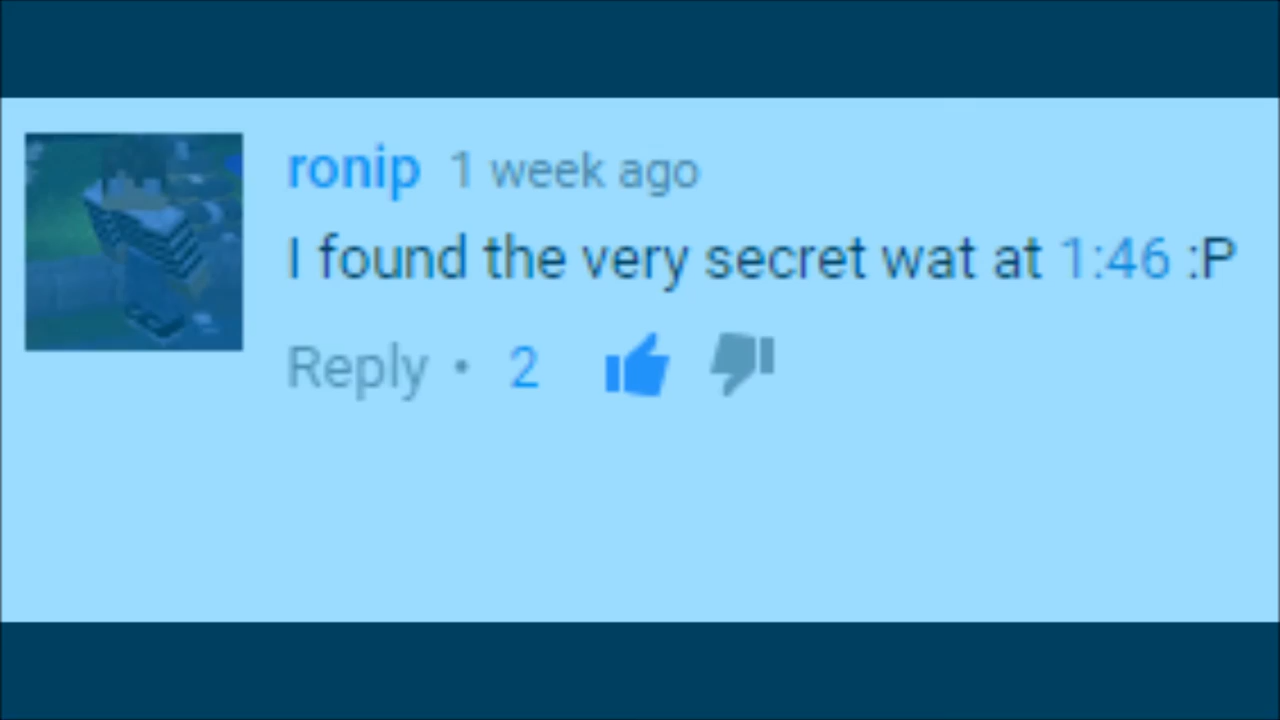 ronip 1 week ago
I found the very secret wat at 1:46 :P
Reply • 2